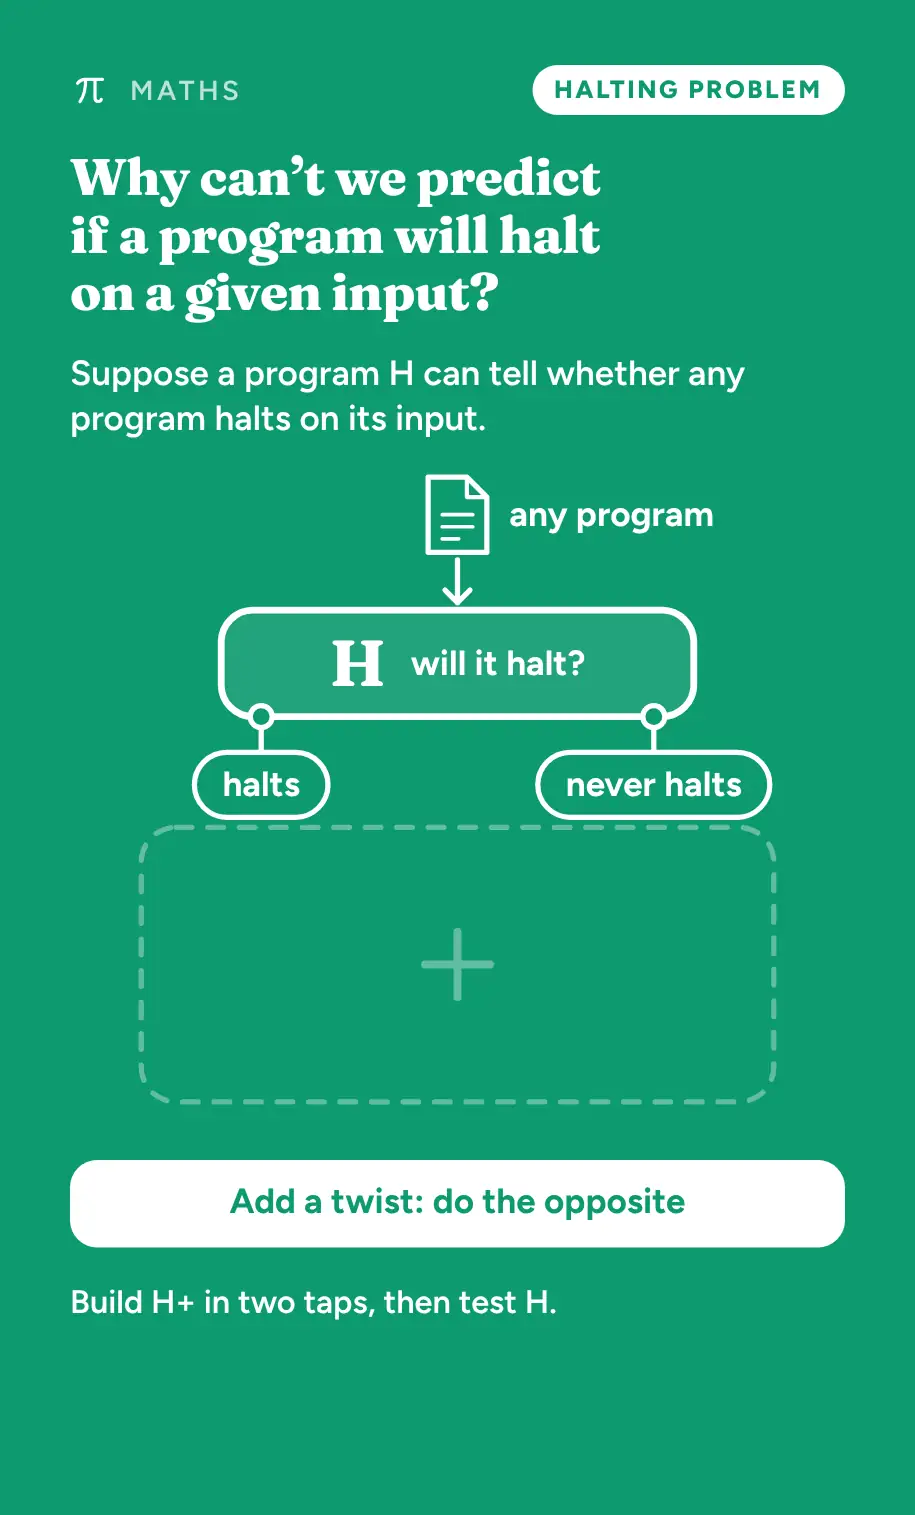 π MATHS
HALTING PROBLEM
Why can’t we predict
if a program will halt
on a given input?
Suppose a program H can tell whether any
program halts on its input.
any program
H will it halt?
halts
never halts
Add a twist: do the opposite
Build H+ in two taps, then test H.